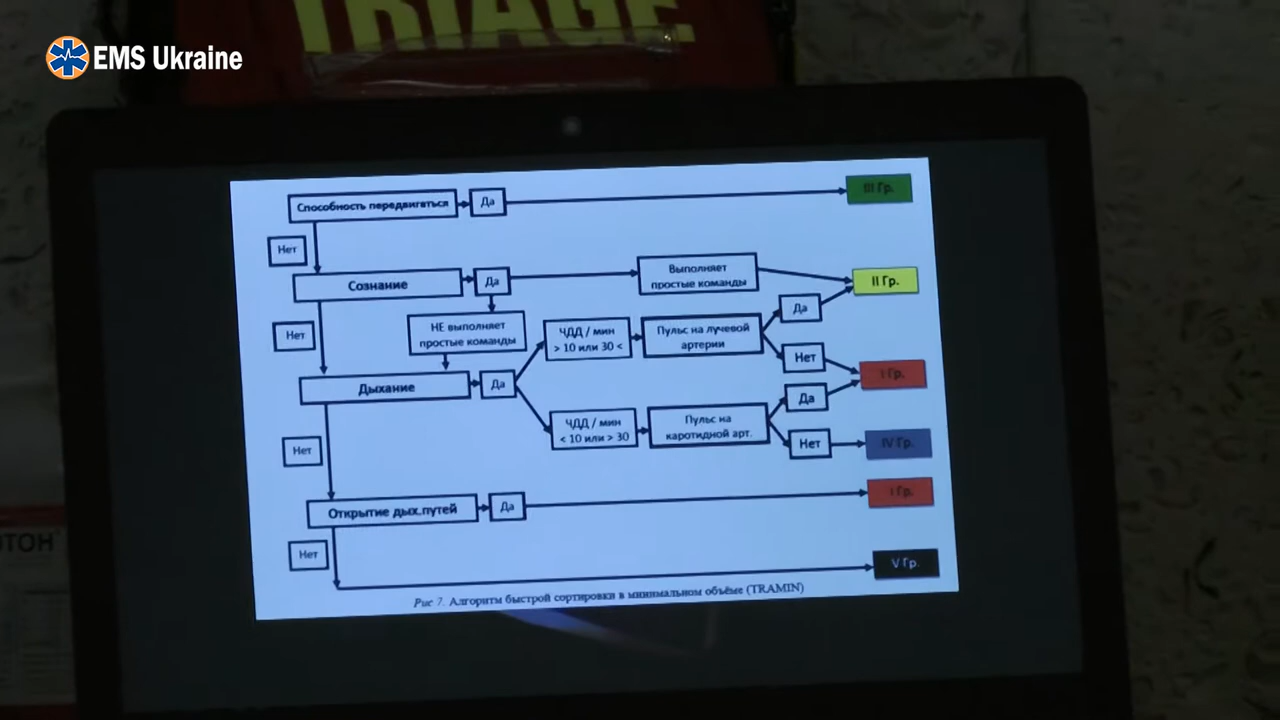 TRIAGE
EMS Ukraine
Способность передвигаться
Да
III Гр.
Нет
Сознание
Да
Выполняет
простые команды
II Гр.
НЕ выполняет
простые команды
Нет
ЧДД / мин
> 10 или 30 <
Пульс на лучевой
артерии
Да
Нет
I Гр.
Дыхание
Да
ЧДД / мин
< 10 или > 30
Пульс на
каротидной арт.
Да
Нет
IV Гр.
Нет
Открытие дых.путей
Да
I Гр.
Нет
V Гр.
Рис 7. Алгоритм быстрой сортировки в минимальном объёме (TRAMIN)